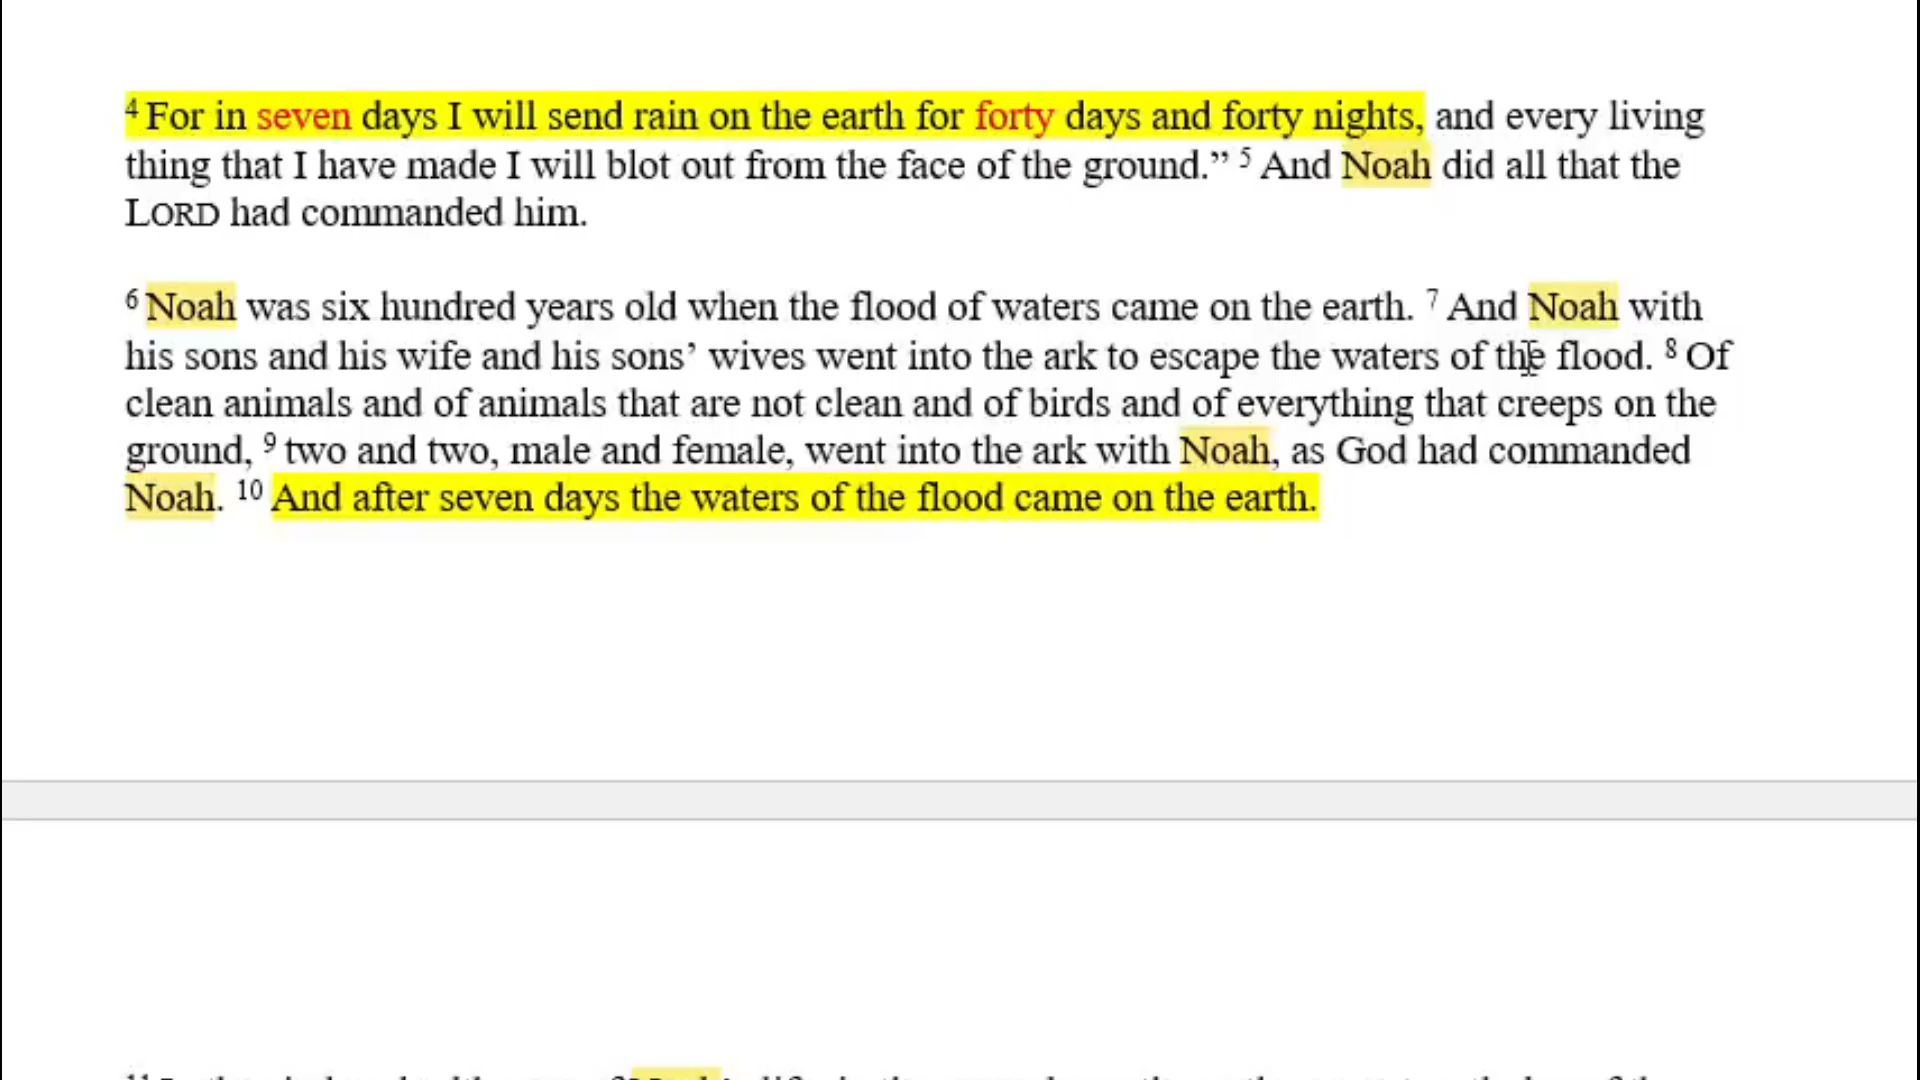 4 For in seven days I will send rain on the earth for forty days and forty nights, and every living
thing that I have made I will blot out from the face of the ground.” 5 And Noah did all that the
LORD had commanded him.
6 Noah was six hundred years old when the flood of waters came on the earth. 7 And Noah with
his sons and his wife and his sons’ wives went into the ark to escape the waters of the flood. 8 Of
clean animals and of animals that are not clean and of birds and of everything that creeps on the
ground, 9 two and two, male and female, went into the ark with Noah, as God had commanded
Noah. 10 And after seven days the waters of the flood came on the earth.